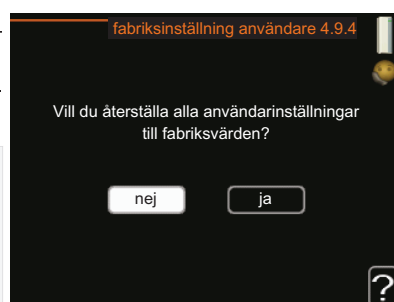 fabriksinställning användare 4.9.4
Vill du återställa alla användarinställningar
till fabriksvärden?
nej
ja
?